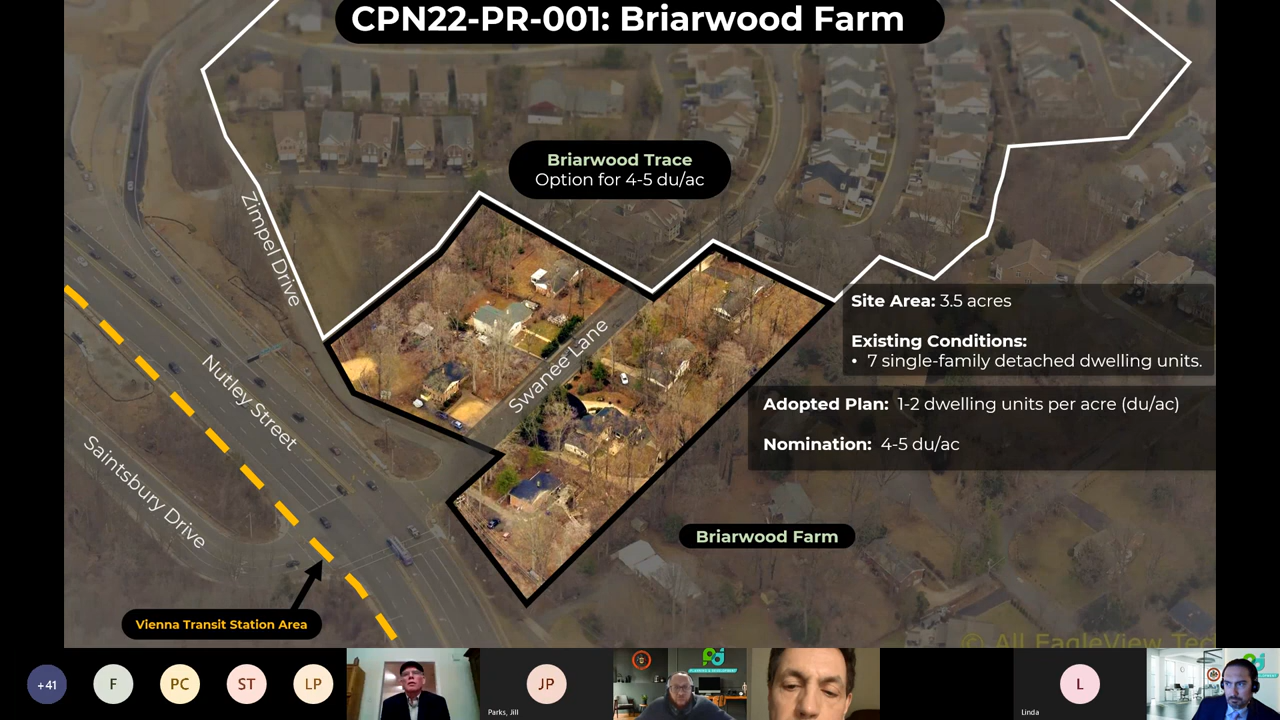 CPN22-PR-001: Briarwood Farm
Briarwood Trace
Option for 4-5 du/ac
Zimpel Drive
Swanee Lane
Site Area: 3.5 acres
Existing Conditions:
• 7 single-family detached dwelling units.
Adopted Plan: 1-2 dwelling units per acre (du/ac)
Nomination: 4-5 du/ac
Nutley Street
Saintsbury Drive
Briarwood Farm
Vienna Transit Station Area
© All EagleView Tec
+41
F
PC
ST
LP
JP
Parks, Jill
L
Linda